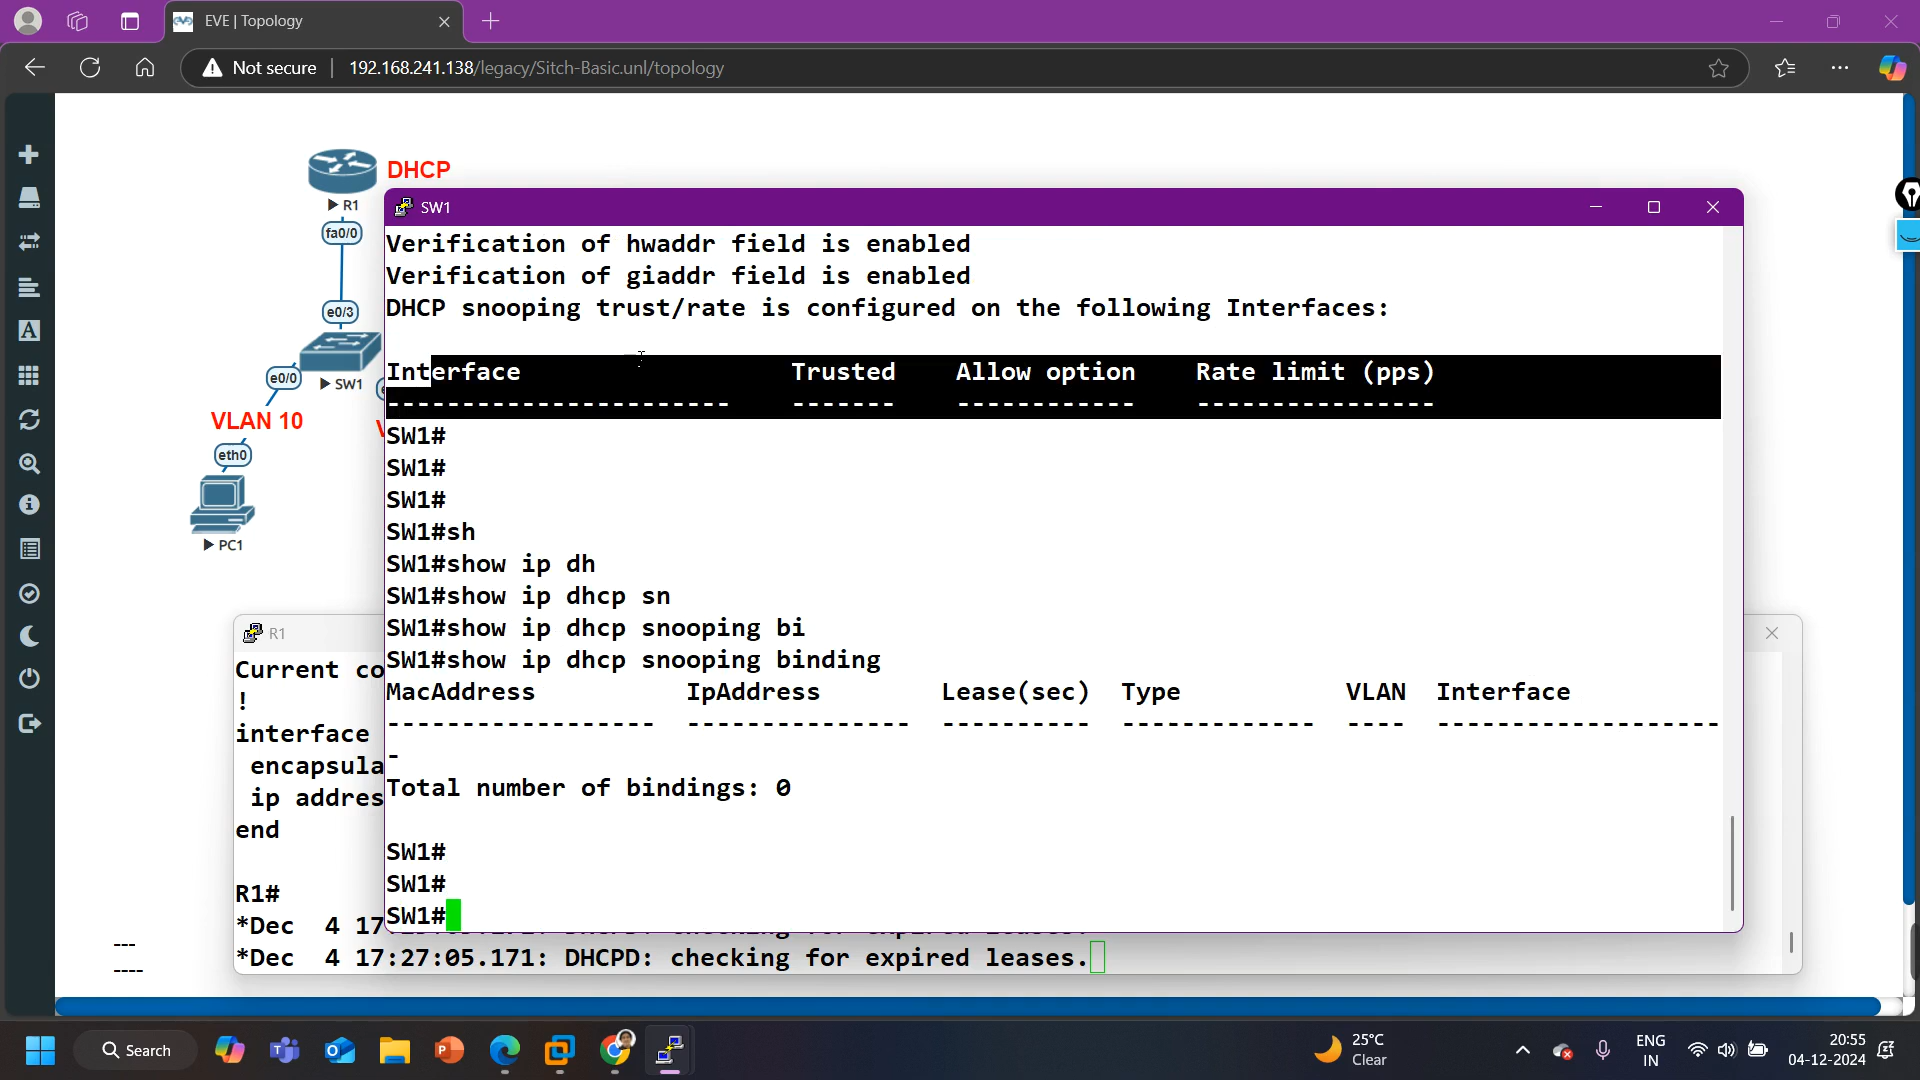 EVE | Topology
Not secure
192.168.241.138/legacy/Sitch-Basic.unl/topology
DHCP
R1
fa0/0
e0/3
SW1
e0/0
VLAN 10
eth0
PC1
SW1
Verification of hwaddr field is enabled
Verification of giaddr field is enabled
DHCP snooping trust/rate is configured on the following Interfaces:
Interface Trusted Allow option Rate limit (pps)
----------------------- ------- ------------ ----------------
SW1#
SW1#
SW1#
SW1#sh
SW1#show ip dh
SW1#show ip dhcp sn
SW1#show ip dhcp snooping bi
SW1#show ip dhcp snooping binding
MacAddress IpAddress Lease(sec) Type VLAN Interface
------------------ --------------- ---------- ------------- ---- -------------------
-
Total number of bindings: 0
SW1#
SW1#
SW1#
R1
Current co
!
interface
encapsula
ip addres
end
R1#
*Dec 4 17
*Dec 4 17:27:05.171: DHCPD: checking for expired leases.
---
----
Search
25°C
Clear
ENG
IN
20:55
04-12-2024